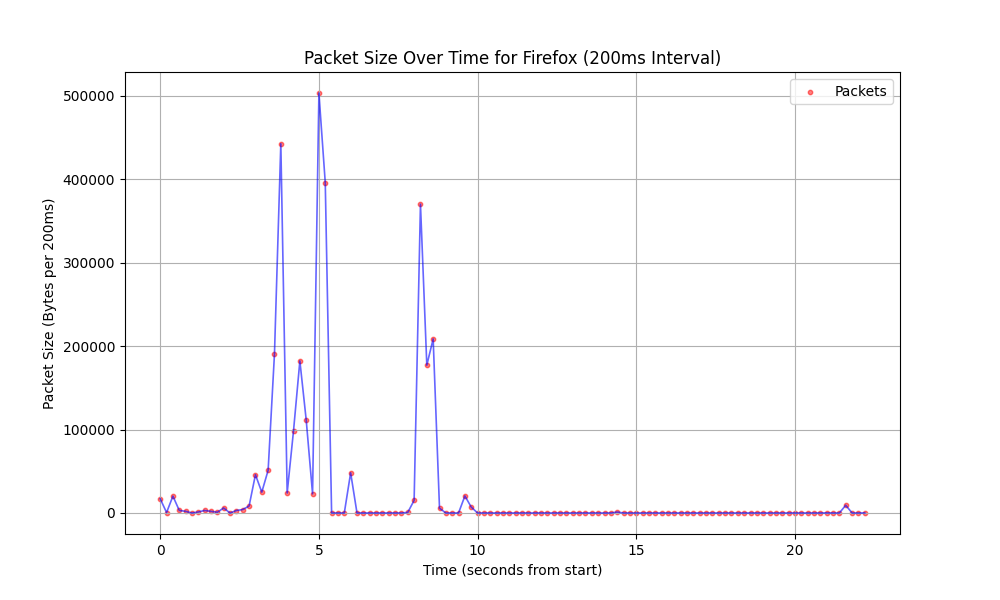 Packet Size Over Time for Firefox (200ms Interval)
Packets
Packet Size (Bytes per 200ms)
500000
400000
300000
200000
100000
0
0 5 10 15 20
Time (seconds from start)